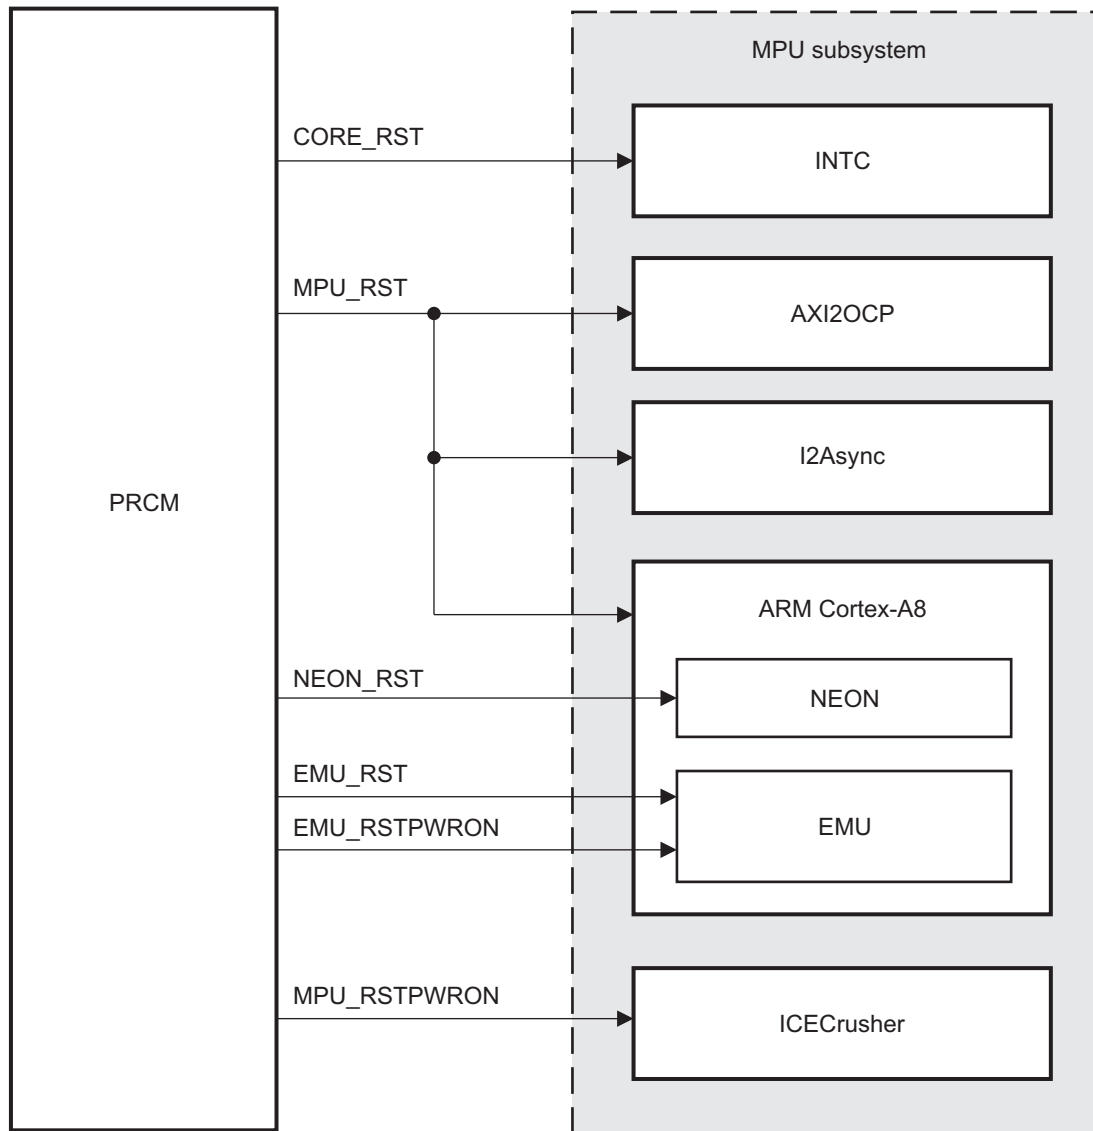 MPU subsystem
CORE_RST
INTC
MPU_RST
AXI2OCP
I2Async
PRCM
ARM Cortex-A8
NEON_RST
NEON
EMU_RST
EMU_RSTPWRON
EMU
MPU_RSTPWRON
ICECrusher